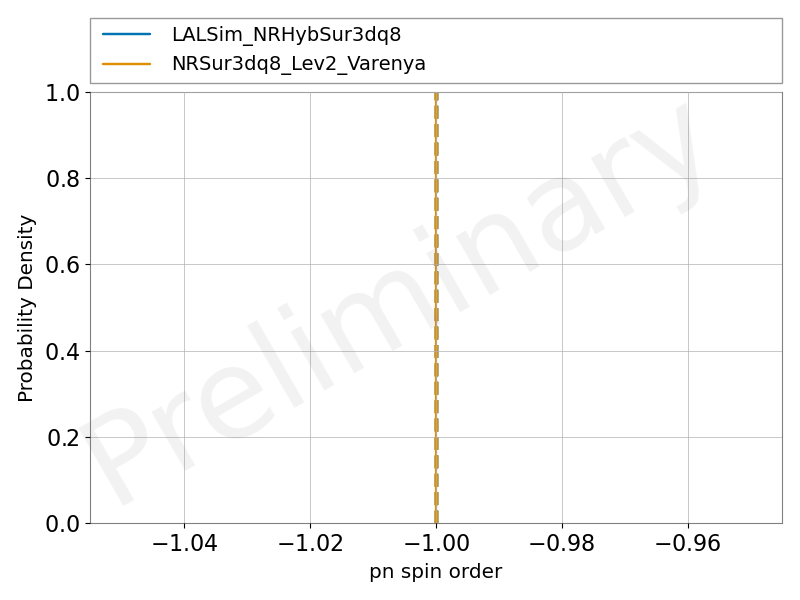 LALSim_NRHybSur3dq8
NRSur3dq8_Lev2_Varenya
1.0
0.8
0.6
0.4
0.2
0.0
Probability Density
Preliminary
−1.04 −1.02 −1.00 −0.98 −0.96
pn spin order